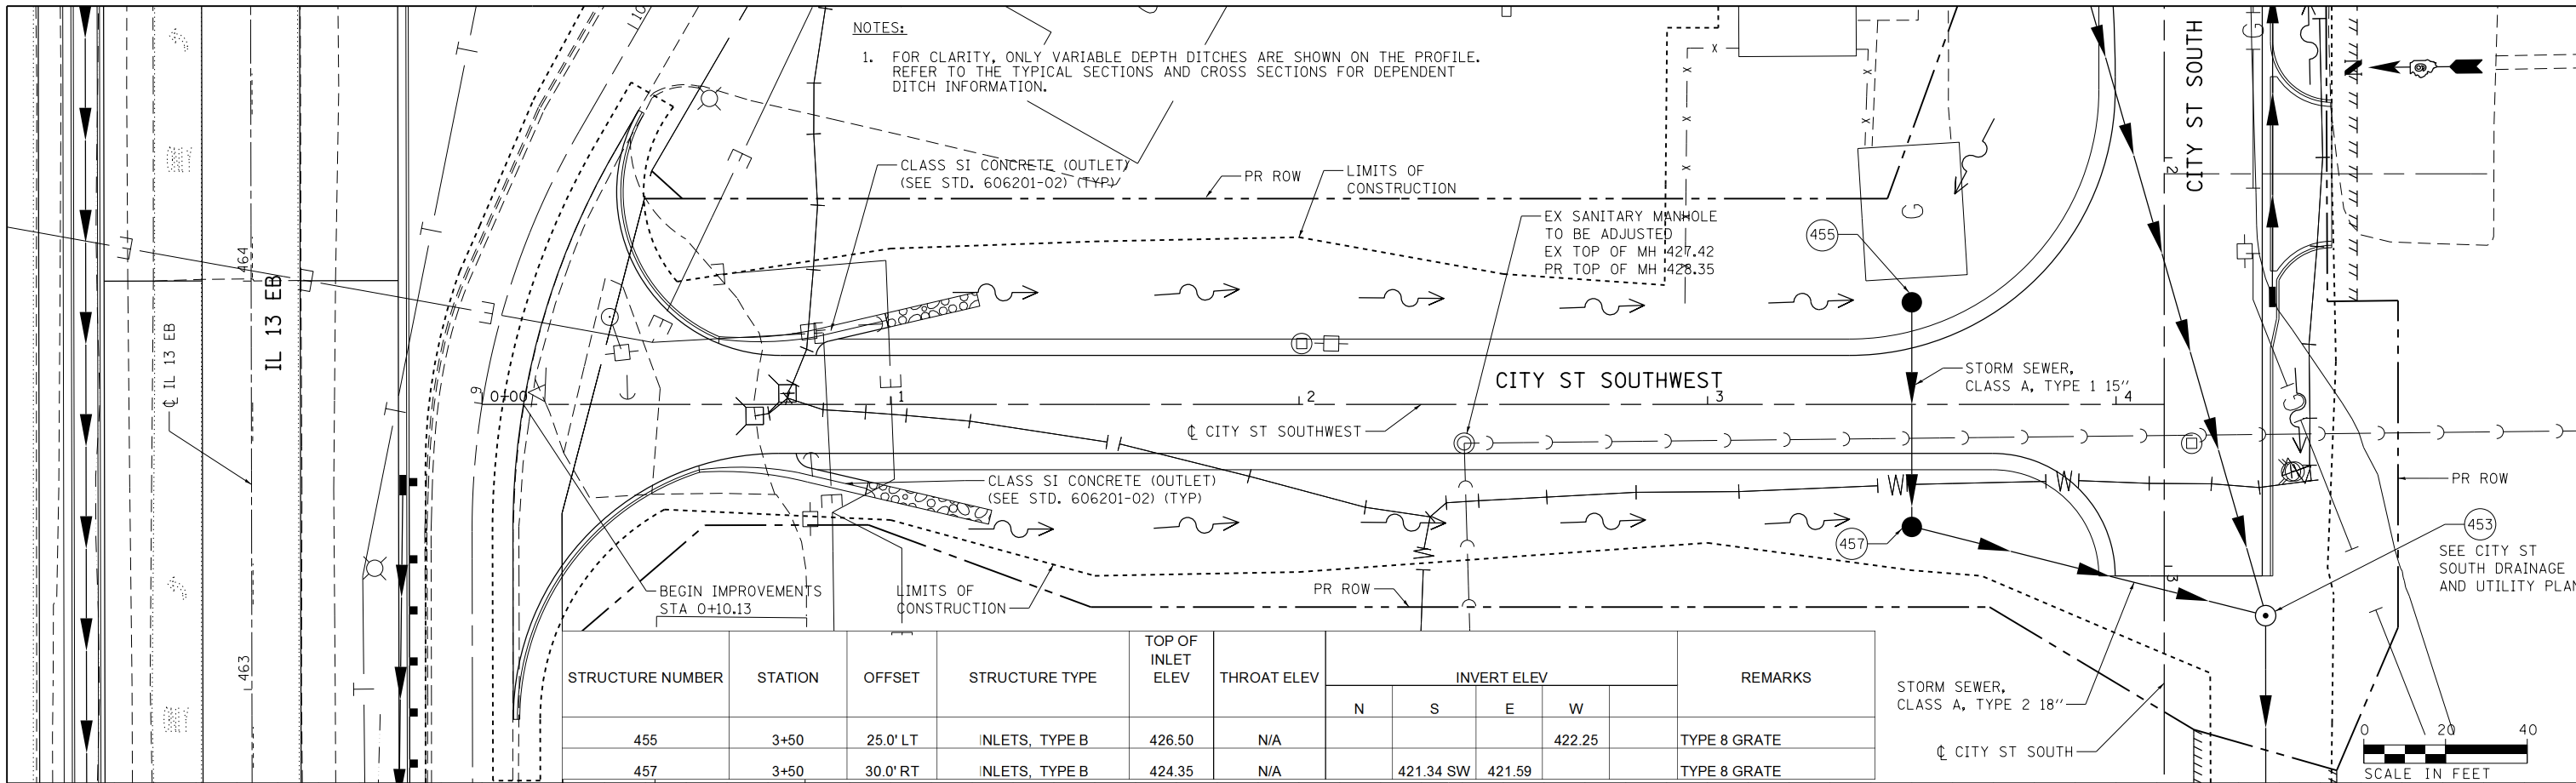 NOTES:
1. FOR CLARITY, ONLY VARIABLE DEPTH DITCHES ARE SHOWN ON THE PROFILE.
REFER TO THE TYPICAL SECTIONS AND CROSS SECTIONS FOR DEPENDENT
DITCH INFORMATION.
10
CITY ST SOUTH
2
3
G
CLASS SI CONCRETE (OUTLET)
(SEE STD. 606201-02) (TYP)
PR ROW
LIMITS OF
CONSTRUCTION
EX SANITARY MANHOLE
TO BE ADJUSTED
EX TOP OF MH 427.42
PR TOP OF MH 428.35
455
G
464
IL 13 EB
℄ IL 13 EB
463
STORM SEWER,
CLASS A, TYPE 1 15"
CITY ST SOUTHWEST
9
0+00
1
2
3
4
℄ CITY ST SOUTHWEST
CLASS SI CONCRETE (OUTLET)
(SEE STD. 606201-02) (TYP)
W
W
W
PR ROW
457
453
SEE CITY ST
SOUTH DRAINAGE
AND UTILITY PLAN
BEGIN IMPROVEMENTS
STA 0+10.13
LIMITS OF
CONSTRUCTION
PR ROW
STORM SEWER,
CLASS A, TYPE 2 18"
℄ CITY ST SOUTH
0 20 40
SCALE IN FEET
STRUCTURE NUMBER STATION OFFSET STRUCTURE TYPE TOP OF INLET ELEV THROAT ELEV INVERT ELEV REMARKS
N S E W
455 3+50 25.0' LT INLETS, TYPE B 426.50 N/A 422.25 TYPE 8 GRATE
457 3+50 30.0' RT INLETS, TYPE B 424.35 N/A 421.34 SW 421.59 TYPE 8 GRATE